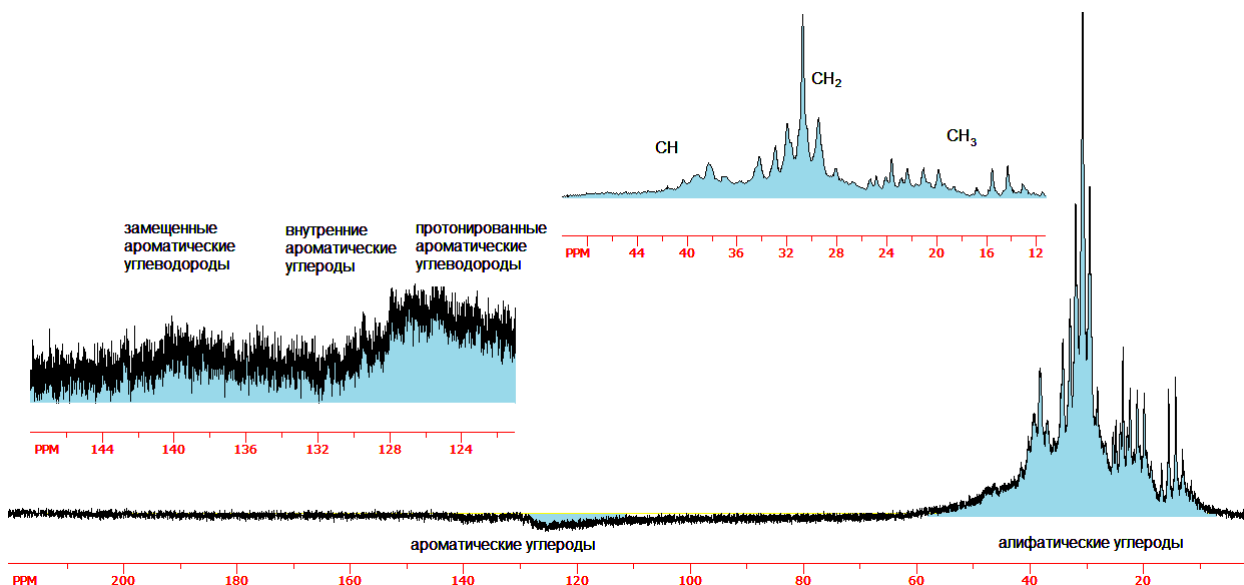 CH
CH2
CH3
PPM 44 40 36 32 28 24 20 16 12
замещенные
ароматические
углеводороды
внутренние
ароматические
углероды
протонированные
ароматические
углеводороды
PPM 144 140 136 132 128 124
ароматические углероды
алифатические углероды
PPM 200 180 160 140 120 100 80 60 40 20